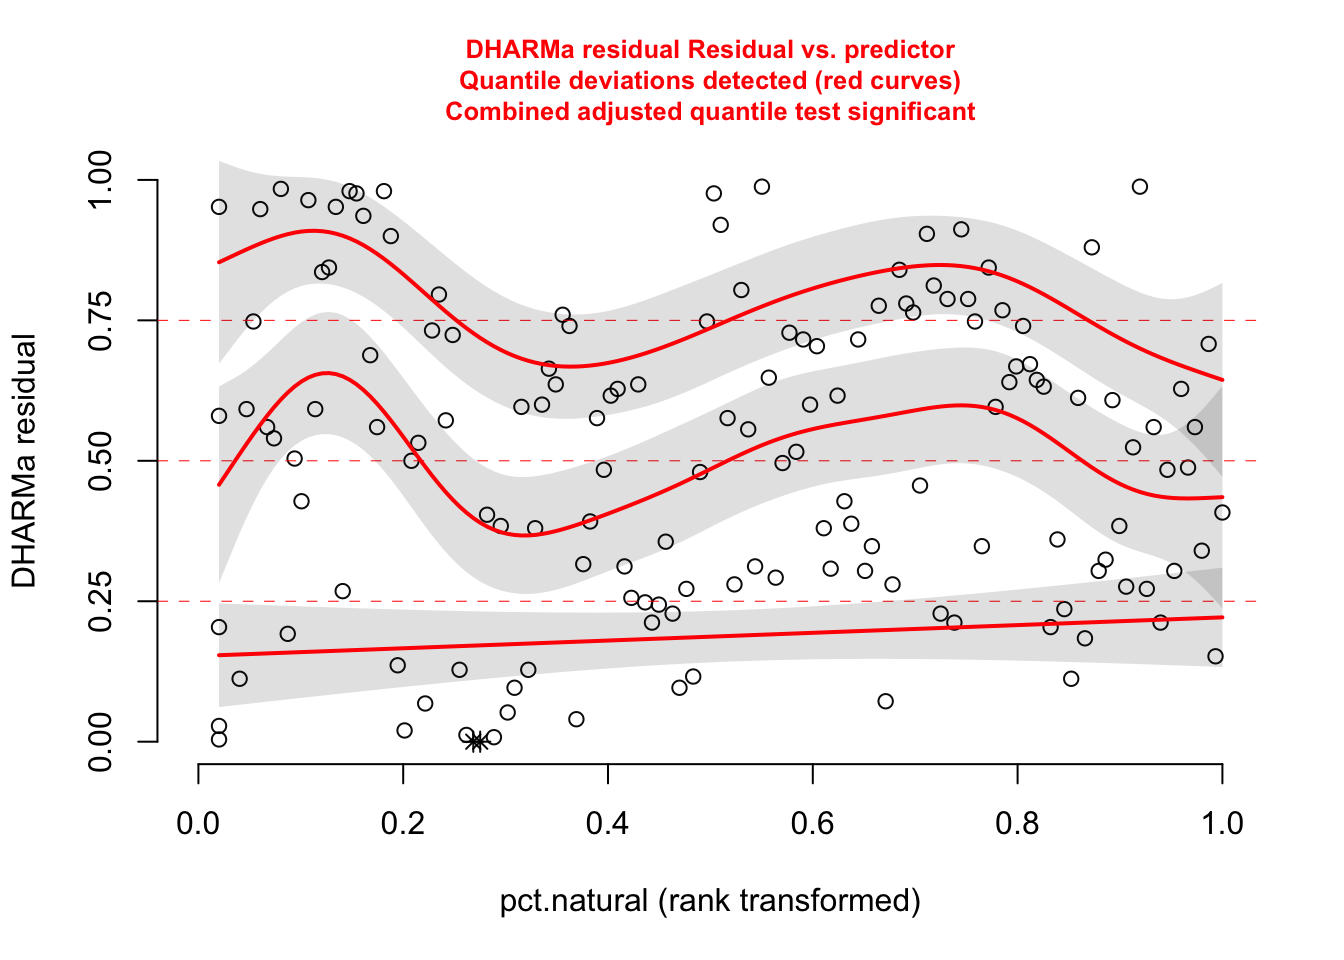 DHARMa residual Residual vs. predictor
Quantile deviations detected (red curves)
Combined adjusted quantile test significant
DHARMa residual
1.00
0.75
0.50
0.25
0.00
0.0 0.2 0.4 0.6 0.8 1.0
pct.natural (rank transformed)